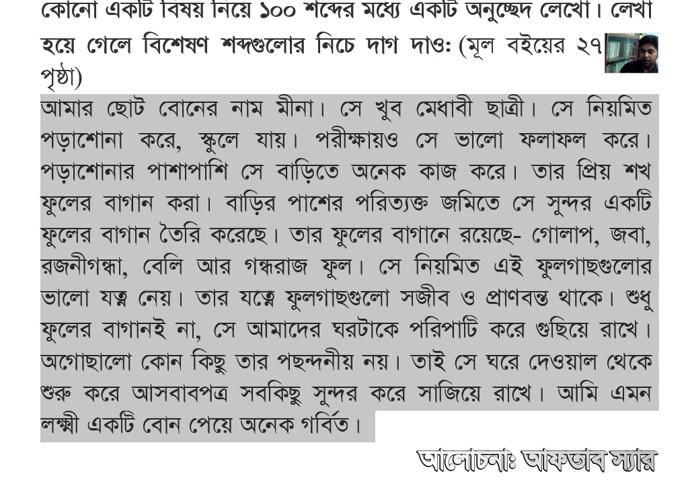 কোনো একটি বিষয় নিয়ে ১০০ শব্দের মধ্যে একটি অনুচ্ছেদ লেখো। লেখা
হয়ে গেলে বিশেষণ শব্দগুলোর নিচে দাগ দাও: (মূল বইয়ের ২৭
পৃষ্ঠা)
আমার ছোট বোনের নাম মীনা। সে খুব মেধাবী ছাত্রী। সে নিয়মিত
পড়াশোনা করে, স্কুলে যায়। পরীক্ষায়ও সে ভালো ফলাফল করে।
পড়াশোনার পাশাপাশি সে বাড়িতে অনেক কাজ করে। তার প্রিয় শখ
ফুলের বাগান করা। বাড়ির পাশের পরিত্যক্ত জমিতে সে সুন্দর একটি
ফুলের বাগান তৈরি করেছে। তার ফুলের বাগানে রয়েছে- গোলাপ, জবা,
রজনীগন্ধা, বেলি আর গন্ধরাজ ফুল। সে নিয়মিত এই ফুলগাছগুলোর
ভালো যত্ন নেয়। তার যত্নে ফুলগাছগুলো সজীব ও প্রাণবন্ত থাকে। শুধু
ফুলের বাগানই না, সে আমাদের ঘরটাকে পরিপাটি করে গুছিয়ে রাখে।
অগোছালো কোন কিছু তার পছন্দনীয় নয়। তাই সে ঘরে দেওয়াল থেকে
শুরু করে আসবাবপত্র সবকিছু সুন্দর করে সাজিয়ে রাখে। আমি এমন
লক্ষ্মী একটি বোন পেয়ে অনেক গর্বিত।
আলোচনা: আফতাব স্যার